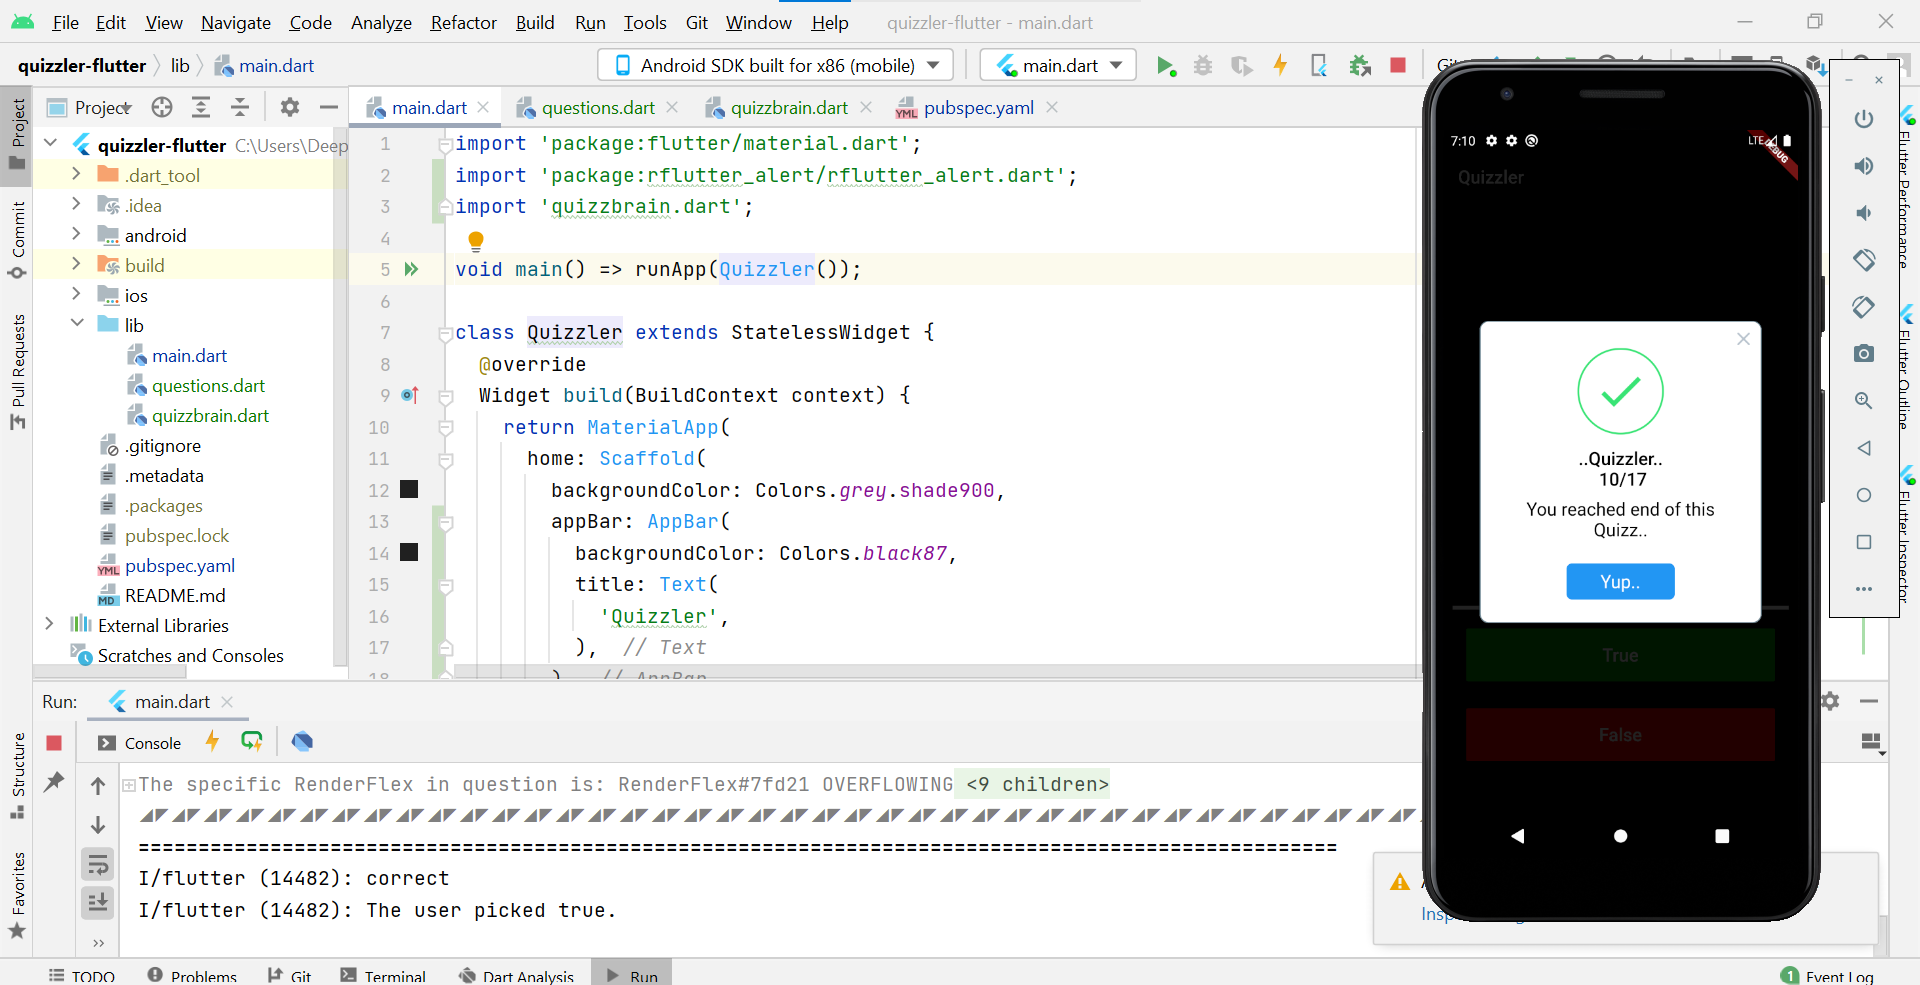 File Edit View Navigate Code Analyze Refactor Build Run Tools Git Window Help quizzler-flutter - main.dart
quizzler-flutter lib main.dart Android SDK built for x86 (mobile) main.dart
Project main.dart questions.dart quizzbrain.dart pubspec.yaml
Project
Commit
Pull Requests
Structure
Favorites
quizzler-flutter C:\Users\Deep
.dart_tool
.idea
android
build
ios
lib
main.dart
questions.dart
quizzbrain.dart
.gitignore
.metadata
.packages
pubspec.lock
pubspec.yaml
README.md
External Libraries
Scratches and Consoles
1 import 'package:flutter/material.dart';
2 import 'package:rflutter_alert/rflutter_alert.dart';
3 import 'quizzbrain.dart';
4
5 void main() => runApp(Quizzler());
6
7 class Quizzler extends StatelessWidget {
8 @override
9 Widget build(BuildContext context) {
10 return MaterialApp(
11 home: Scaffold(
12 backgroundColor: Colors.grey.shade900,
13 appBar: AppBar(
14 backgroundColor: Colors.black87,
15 title: Text(
16 'Quizzler',
17 ), // Text
18 ) // AppBar
7:10 LTE DEBUG
Quizzler
..Quizzler..
10/17
You reached end of this
Quizz..
Yup..
True
False
Flutter Performance
Flutter Outline
Flutter Inspector
Run: main.dart
Console
The specific RenderFlex in question is: RenderFlex#7fd21 OVERFLOWING <9 children>
I/flutter (14482): correct
I/flutter (14482): The user picked true.
TODO Problems Git Terminal Dart Analysis Run 1 Event Log